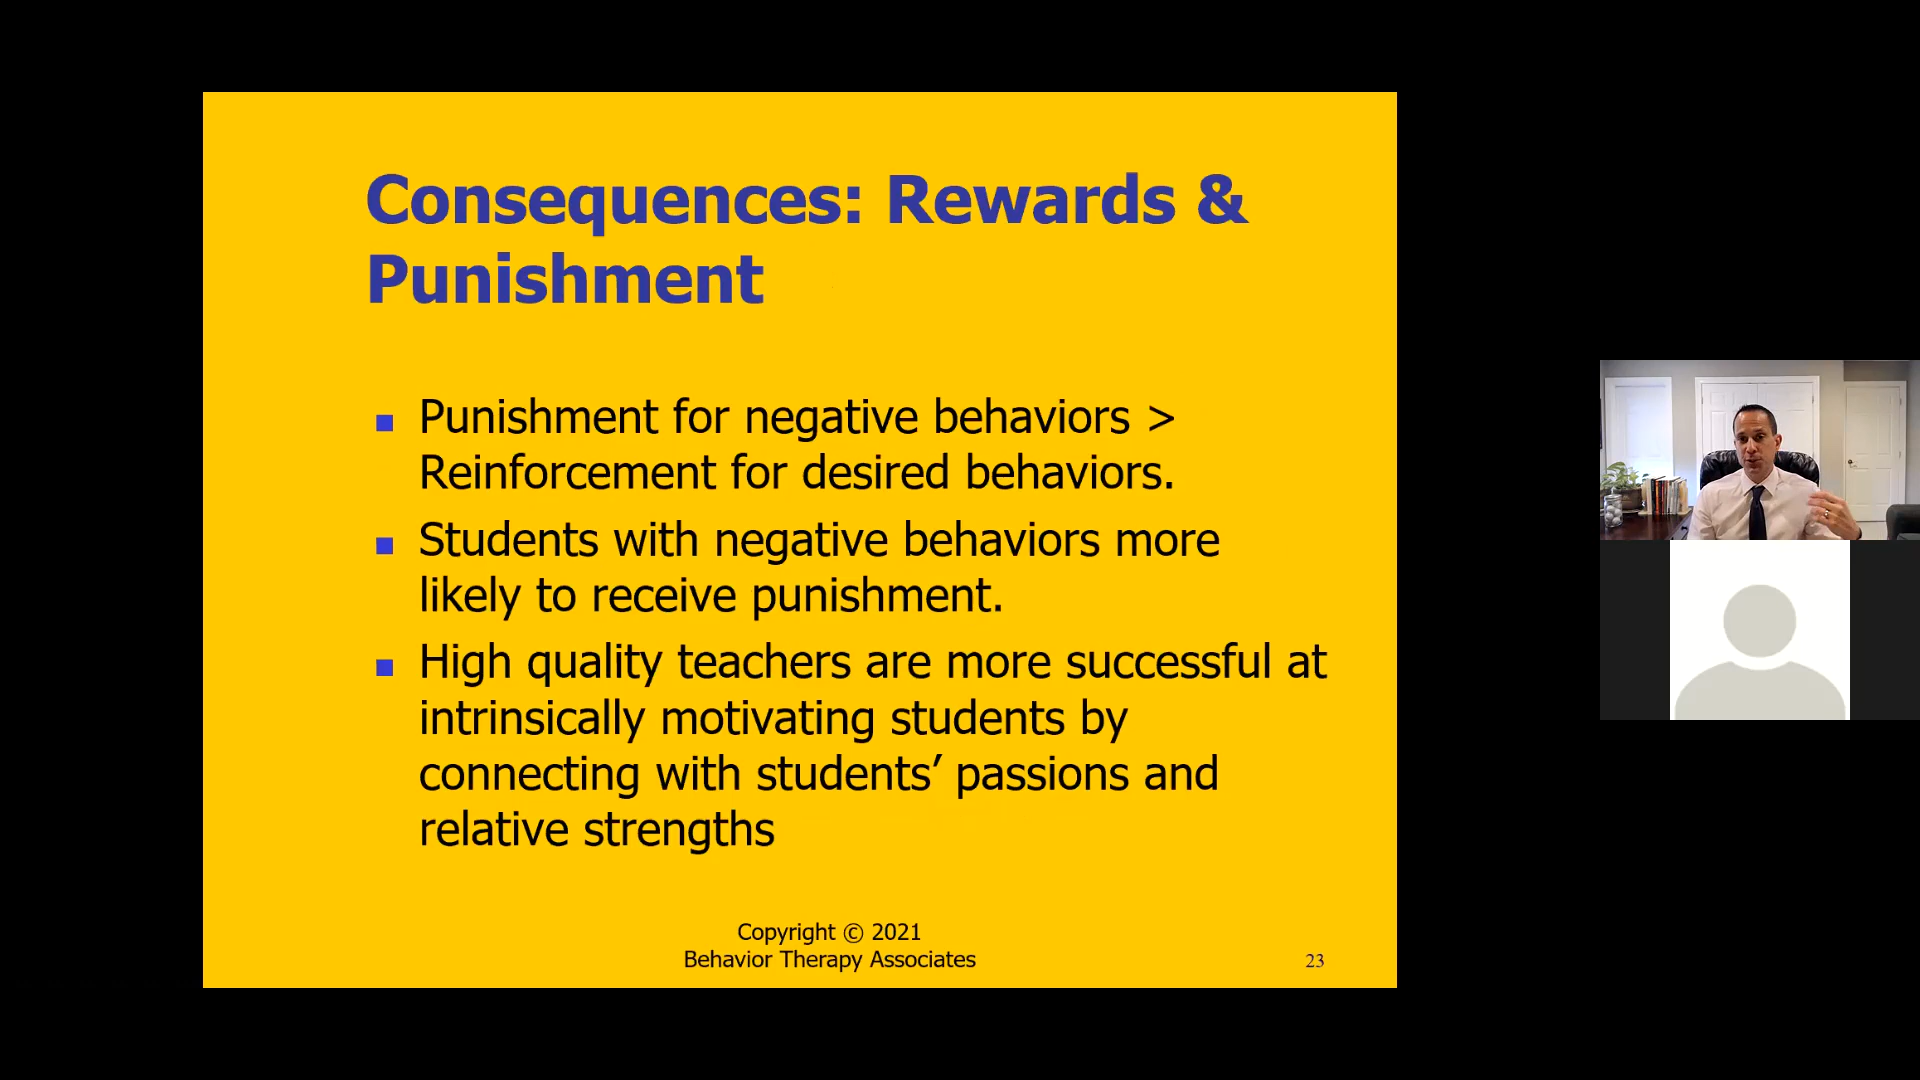 Consequences: Rewards &
Punishment
Punishment for negative behaviors >
Reinforcement for desired behaviors.
Students with negative behaviors more
likely to receive punishment.
High quality teachers are more successful at
intrinsically motivating students by
connecting with students’ passions and
relative strengths
Copyright © 2021
Behavior Therapy Associates
23